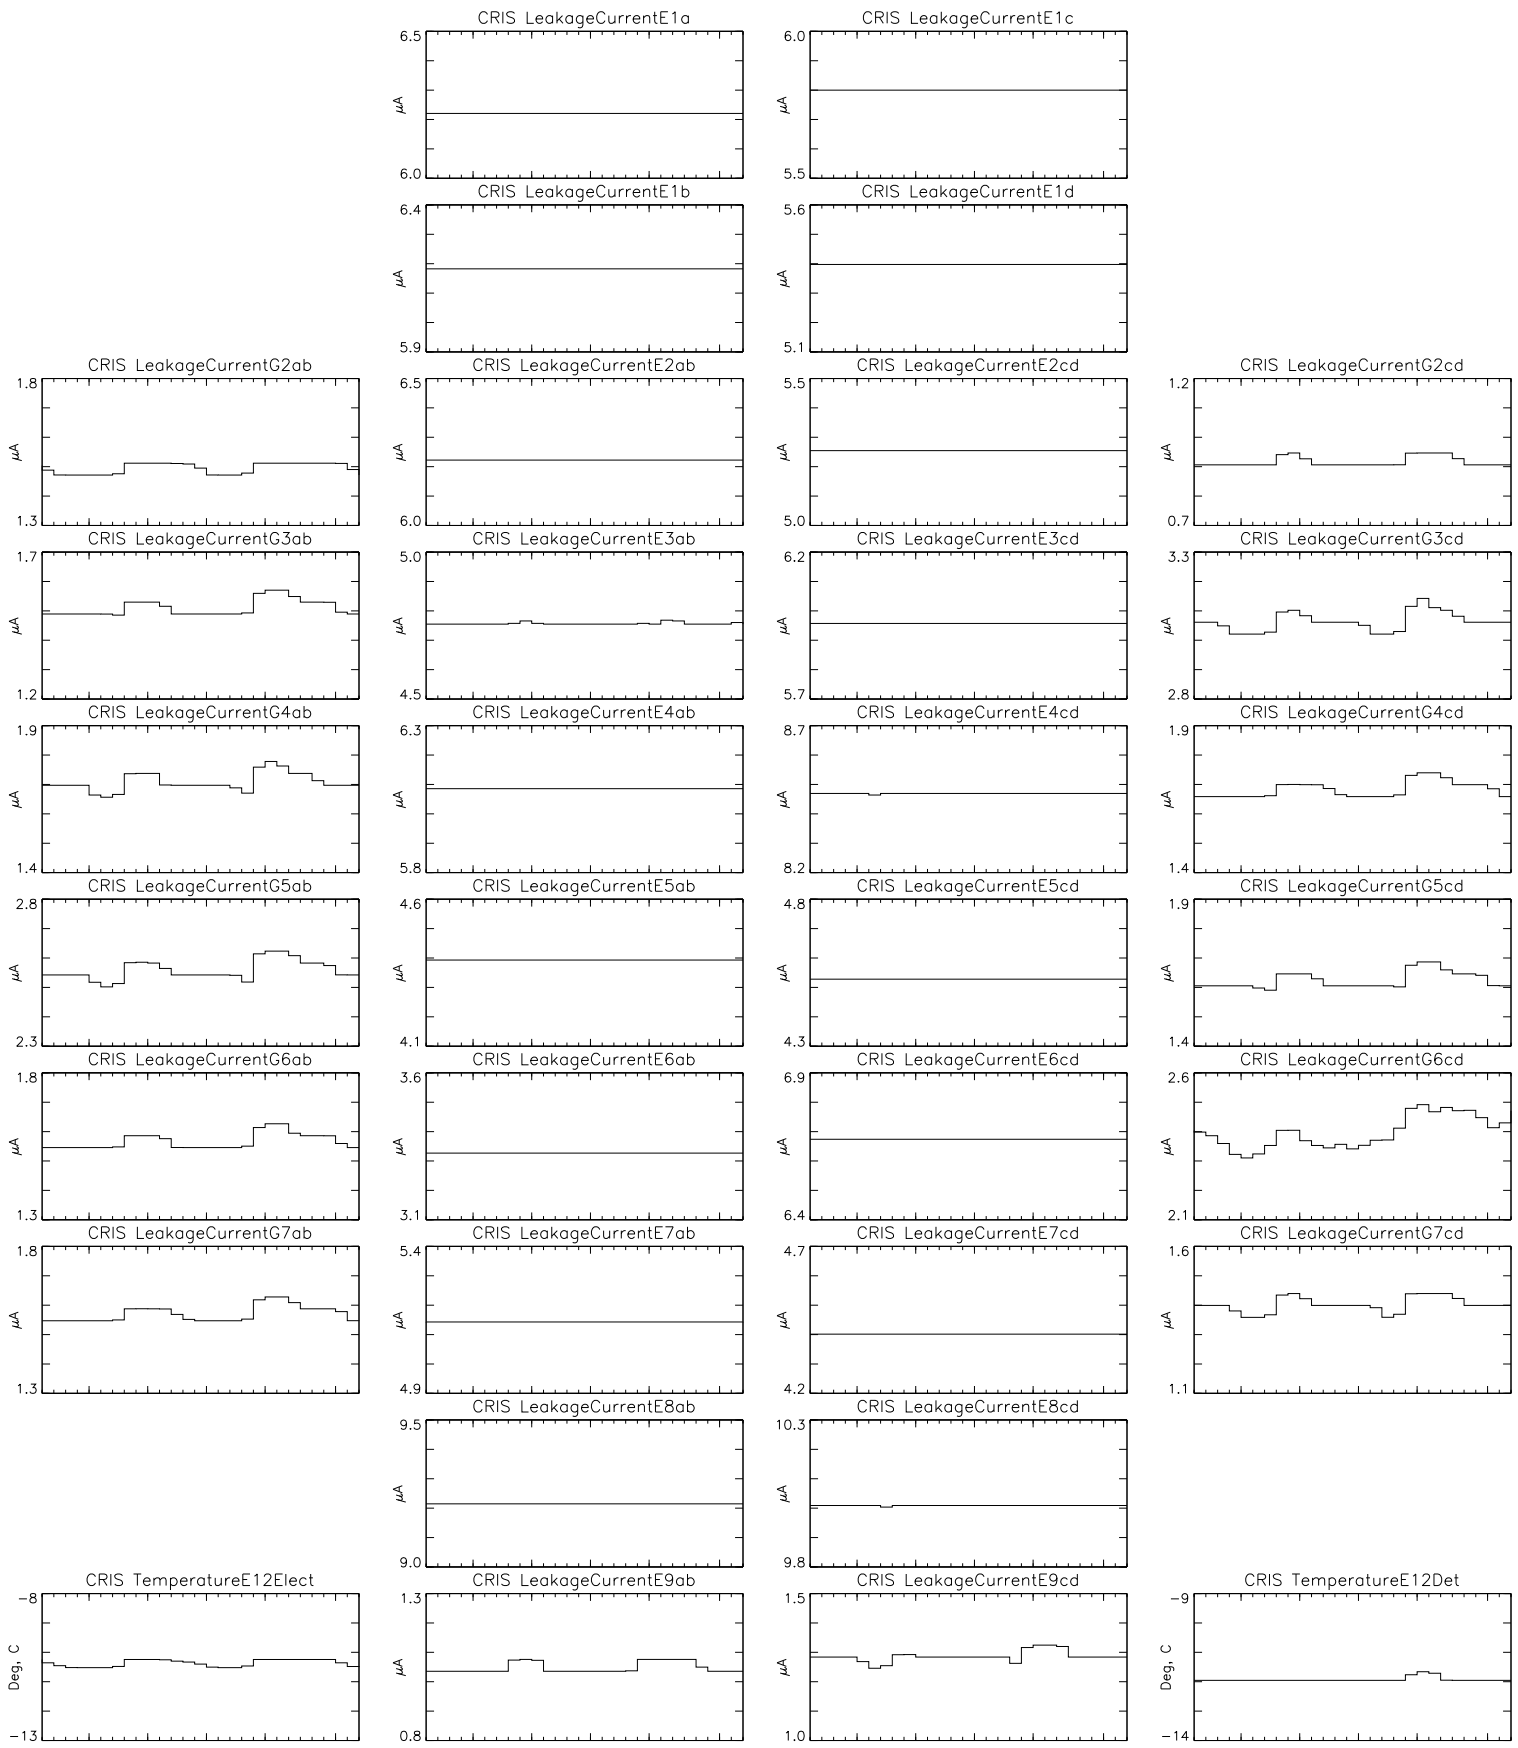 CRIS LeakageCurrentE1a
6.5
μA
6.0
CRIS LeakageCurrentE1c
6.0
μA
5.5
CRIS LeakageCurrentE1b
6.4
μA
5.9
CRIS LeakageCurrentE1d
5.6
μA
5.1
CRIS LeakageCurrentG2ab
1.8
μA
1.3
CRIS LeakageCurrentE2ab
6.5
μA
6.0
CRIS LeakageCurrentE2cd
5.5
μA
5.0
CRIS LeakageCurrentG2cd
1.2
μA
0.7
CRIS LeakageCurrentG3ab
1.7
μA
1.2
CRIS LeakageCurrentE3ab
5.0
μA
4.5
CRIS LeakageCurrentE3cd
6.2
μA
5.7
CRIS LeakageCurrentG3cd
3.3
μA
2.8
CRIS LeakageCurrentG4ab
1.9
μA
1.4
CRIS LeakageCurrentE4ab
6.3
μA
5.8
CRIS LeakageCurrentE4cd
8.7
μA
8.2
CRIS LeakageCurrentG4cd
1.9
μA
1.4
CRIS LeakageCurrentG5ab
2.8
μA
2.3
CRIS LeakageCurrentE5ab
4.6
μA
4.1
CRIS LeakageCurrentE5cd
4.8
μA
4.3
CRIS LeakageCurrentG5cd
1.9
μA
1.4
CRIS LeakageCurrentG6ab
1.8
μA
1.3
CRIS LeakageCurrentE6ab
3.6
μA
3.1
CRIS LeakageCurrentE6cd
6.9
μA
6.4
CRIS LeakageCurrentG6cd
2.6
μA
2.1
CRIS LeakageCurrentG7ab
1.8
μA
1.3
CRIS LeakageCurrentE7ab
5.4
μA
4.9
CRIS LeakageCurrentE7cd
4.7
μA
4.2
CRIS LeakageCurrentG7cd
1.6
μA
1.1
CRIS LeakageCurrentE8ab
9.5
μA
9.0
CRIS LeakageCurrentE8cd
10.3
μA
9.8
CRIS TemperatureE12Elect
-8
Deg, C
-13
CRIS LeakageCurrentE9ab
1.3
μA
0.8
CRIS LeakageCurrentE9cd
1.5
μA
1.0
CRIS TemperatureE12Det
-9
Deg, C
-14